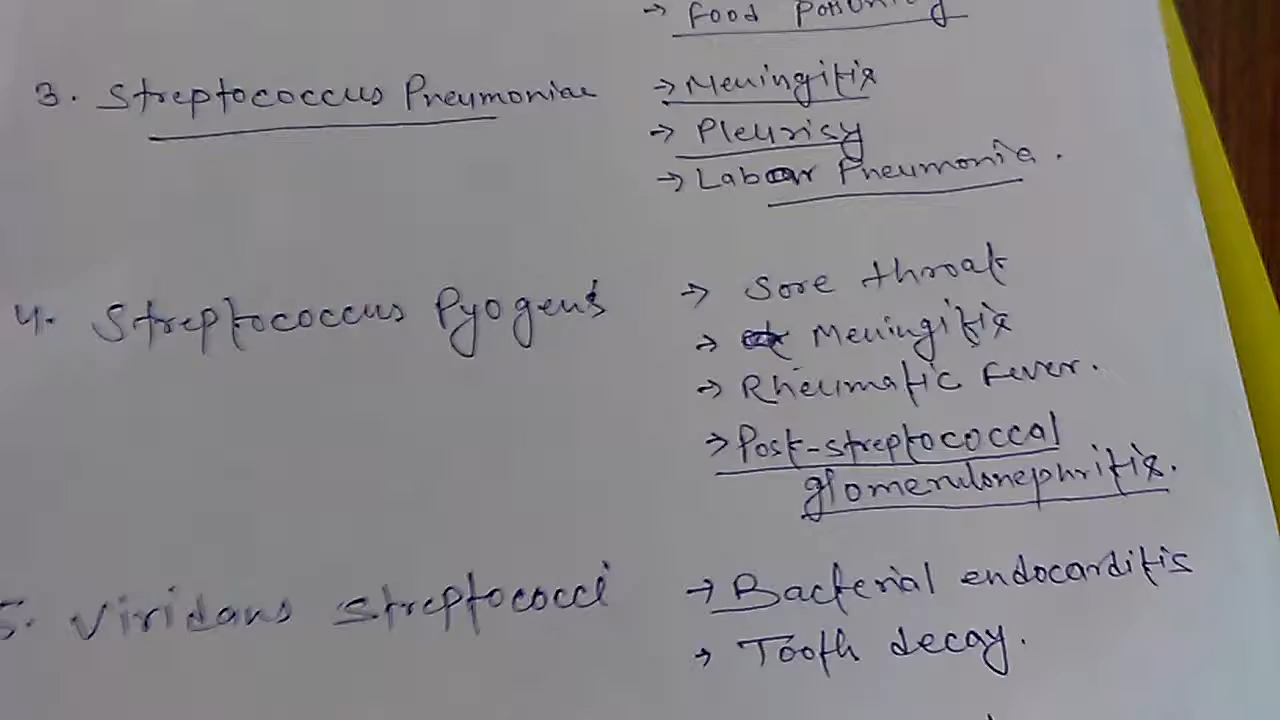 → Food Poisoning
3. Streptococcus Pneumoniae → Meningitis
→ Pleurisy
→ Labar Pneumonia.
4. Streptococcus Pyogens → Sore throat
→ Meningitis
→ Rheumatic Fever.
→ Post-streptococcal
glomerulonephritis.
5. Viridans Streptococci → Bacterial endocarditis
→ Tooth decay.